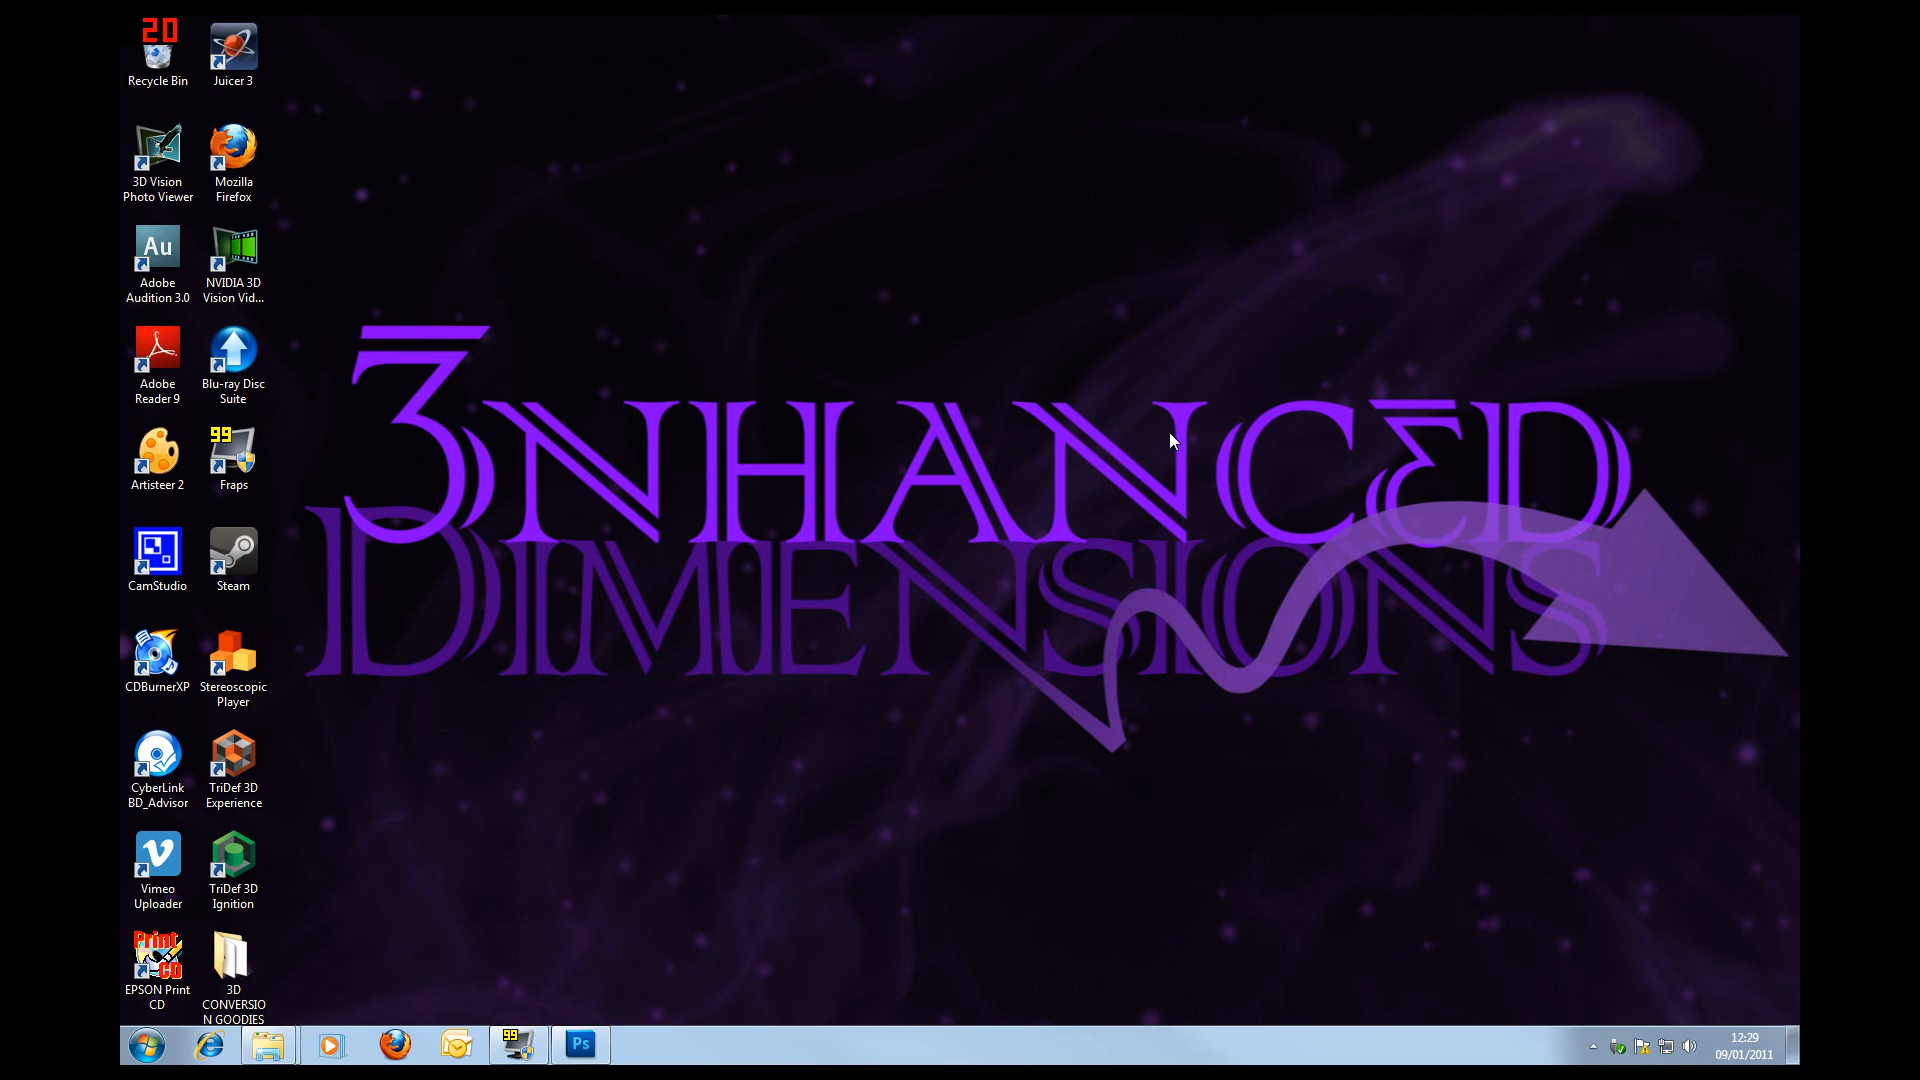 20
Recycle Bin
Juicer 3
3D Vision
Photo Viewer
Mozilla
Firefox
Au
Adobe
Audition 3.0
NVIDIA 3D
Vision Vid...
Adobe
Reader 9
Blu-ray Disc
Suite
Artisteer 2
99
Fraps
CamStudio
Steam
CDBurnerXP
Stereoscopic
Player
CyberLink
BD_Advisor
TriDef 3D
Experience
Vimeo
Uploader
TriDef 3D
Ignition
Print
CD
EPSON Print
CD
3D
CONVERSIO
N GOODIES
3NHANCED
DIMENSIONS
99
Ps
12:29
09/01/2011